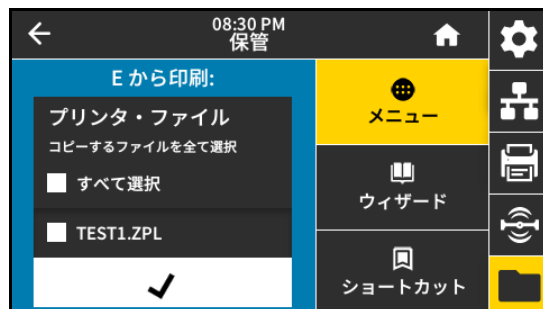 08:30 PM
保管
E から印刷:
プリンタ・ファイル
コピーするファイルを全て選択
すべて選択
TEST1.ZPL
メニュー
ウィザード
ショートカット